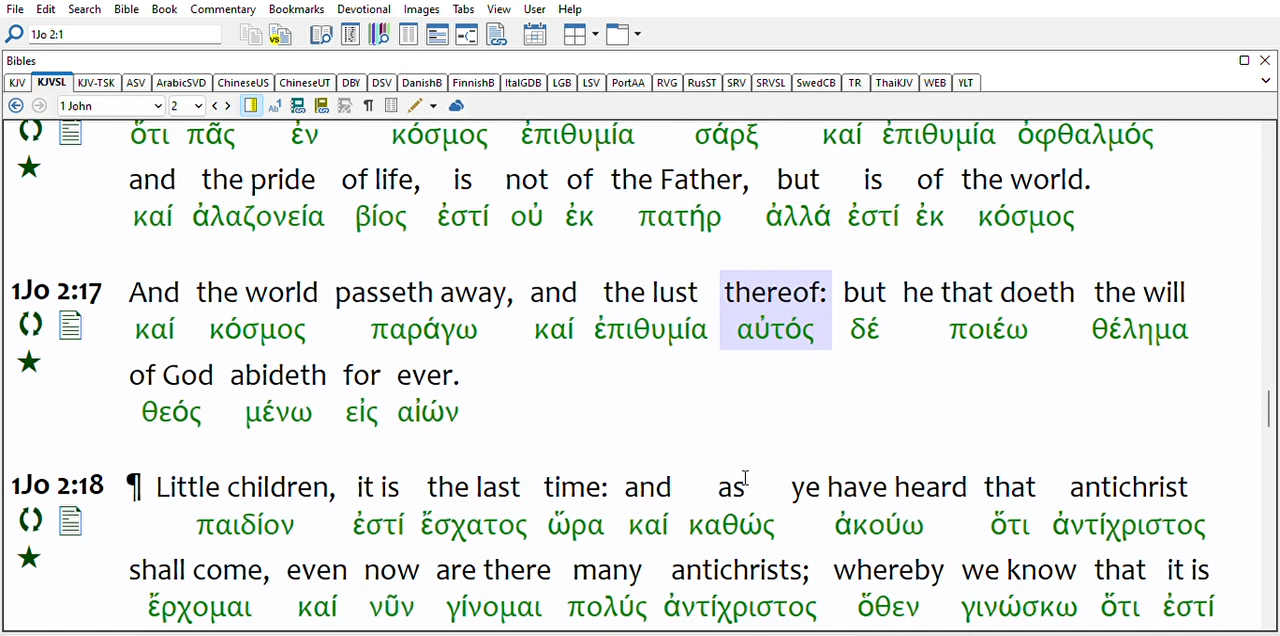 File Edit Search Bible Book Commentary Bookmarks Devotional Images Tabs View User Help
1Jo 2:1
VS
Bibles
KJV KJVSL KJV-TSK ASV ArabicSVD ChineseUS ChineseUT DBY DSV DanishB FinnishB ItalGDB LGB LSV PortAA RVG RusST SRV SRVSL SwedCB TR ThaiKJV WEB YLT
1 John 2
ὅτι πᾶς ἐν κόσμος ἐπιθυμία σάρξ καί ἐπιθυμία ὀφθαλμός
and the pride of life, is not of the Father, but is of the world.
καί ἀλαζονεία βίος ἐστί οὐ ἐκ πατήρ ἀλλά ἐστί ἐκ κόσμος
1Jo 2:17 And the world passeth away, and the lust thereof: but he that doeth the will
καί κόσμος παράγω καί ἐπιθυμία αὐτός δέ ποιέω θέλημα
of God abideth for ever.
θεός μένω εἰς αἰών
1Jo 2:18 ¶ Little children, it is the last time: and as ye have heard that antichrist
παιδίον ἐστί ἔσχατος ὥρα καί καθώς ἀκούω ὅτι ἀντίχριστος
shall come, even now are there many antichrists; whereby we know that it is
ἔρχομαι καί νῦν γίνομαι πολύς ἀντίχριστος ὅθεν γινώσκω ὅτι ἐστί